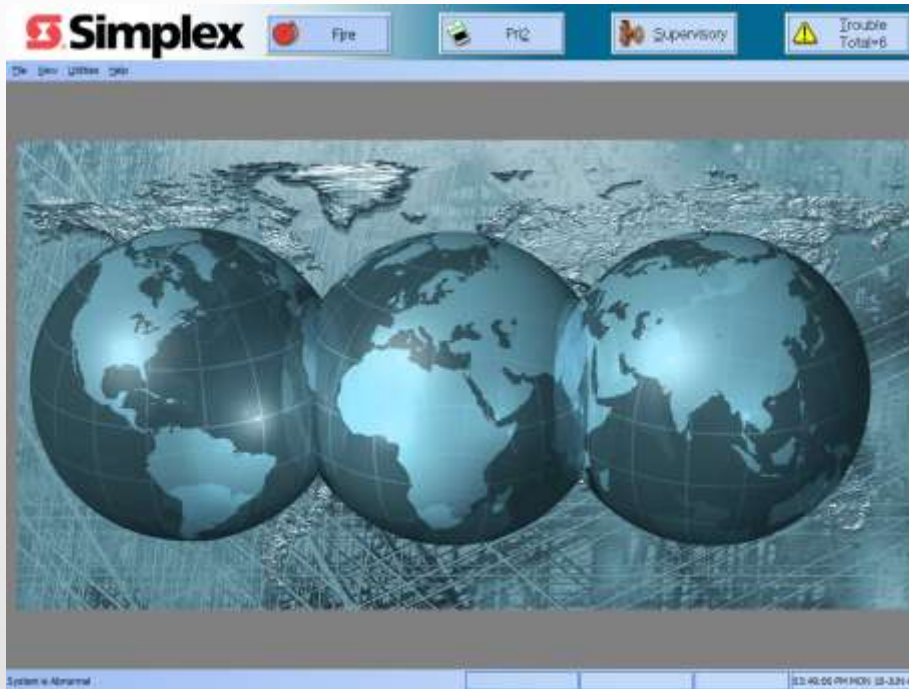 Simplex
Fire
Pri2
Supervisory
Trouble
Total=6
File View Utilities Help
System is Abnormal